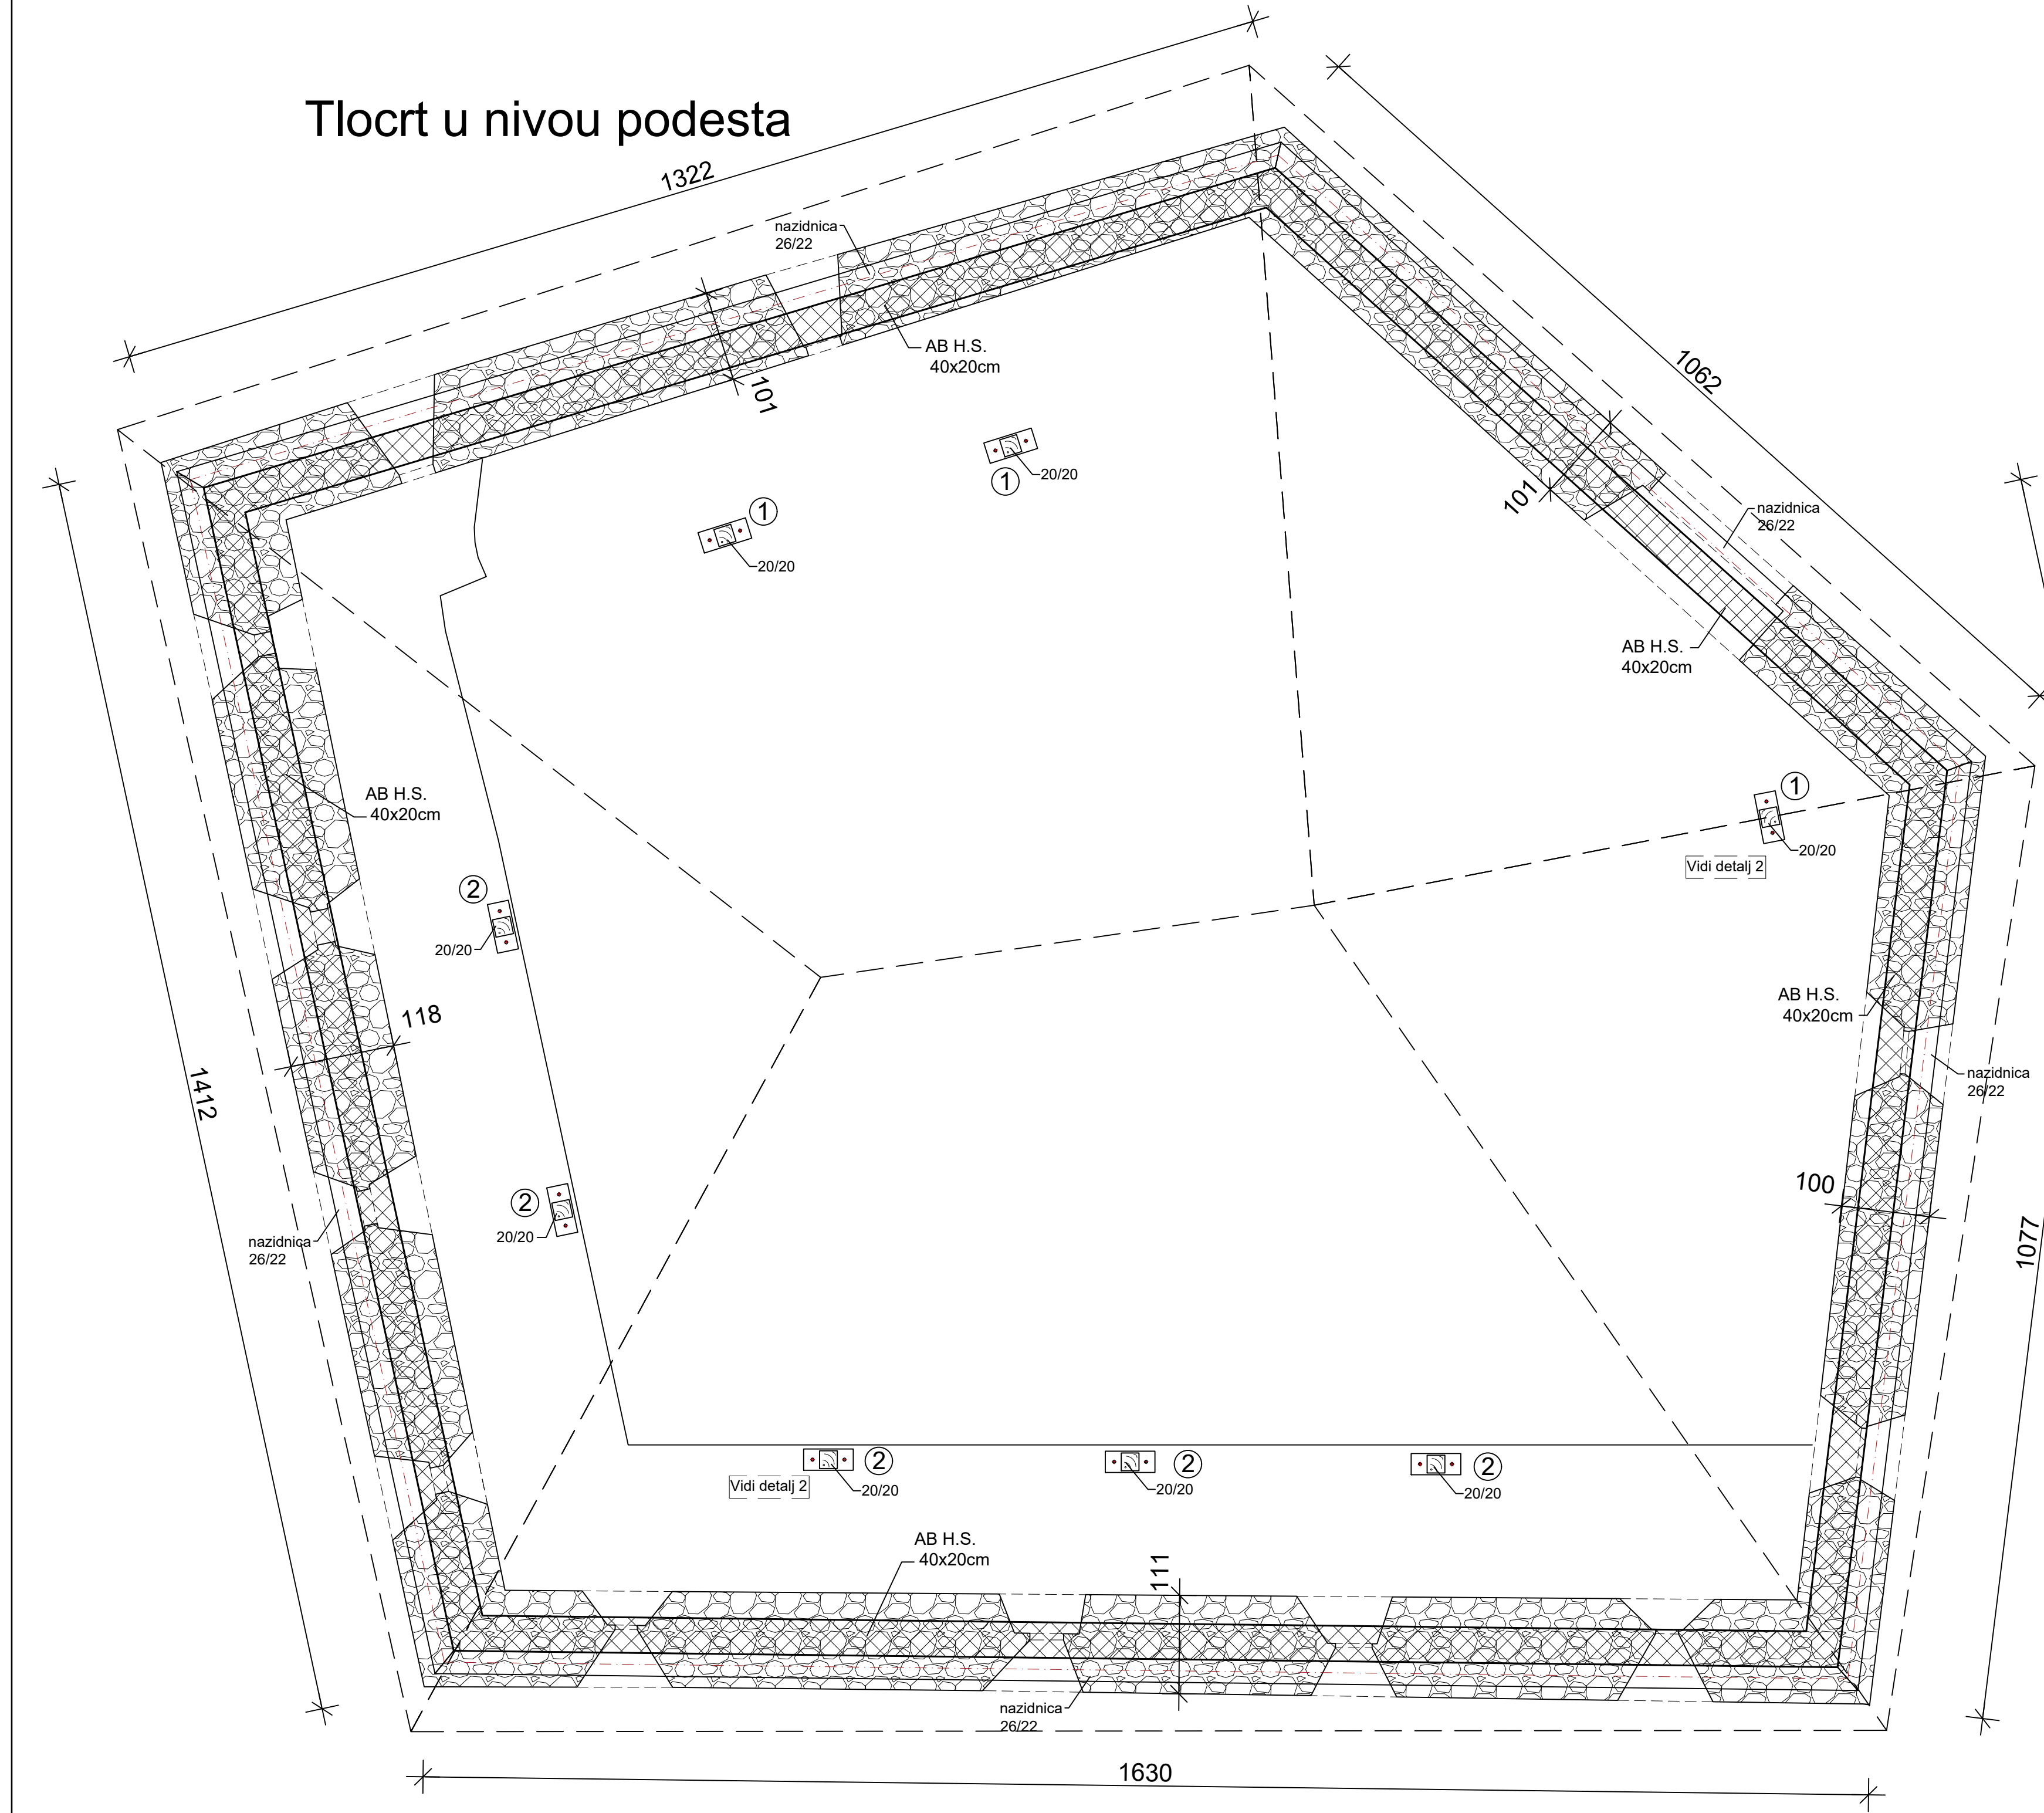 Tlocrt u nivou podesta
1322
nazidnica
26/22
AB H.S.
40x20cm
101
1062
101
nazidnica
26/22
AB H.S.
40x20cm
1
20/20
1
20/20
1
20/20
Vidi detalj 2
AB H.S.
40x20cm
2
20/20
118
1412
AB H.S.
40x20cm
nazidnica
26/22
100
1077
2
20/20
nazidnica
26/22
2
20/20
Vidi detalj 2
2
20/20
2
20/20
AB H.S.
40x20cm
111
nazidnica
26/22
1630